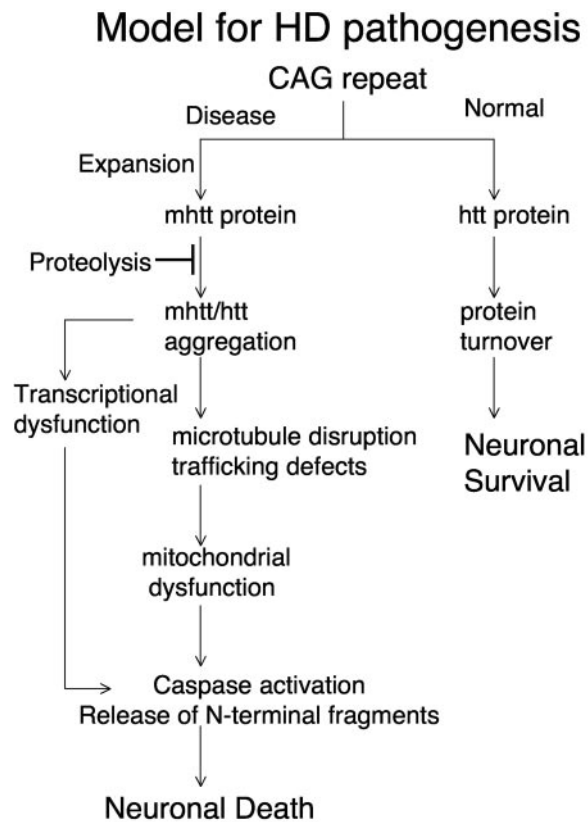 Model for HD pathogenesis
CAG repeat
Disease
Normal
Expansion
mhtt protein
htt protein
Proteolysis
mhtt/htt
aggregation
protein
turnover
Transcriptional
dysfunction
microtubule disruption
trafficking defects
Neuronal
Survival
mitochondrial
dysfunction
Caspase activation
Release of N-terminal fragments
Neuronal Death